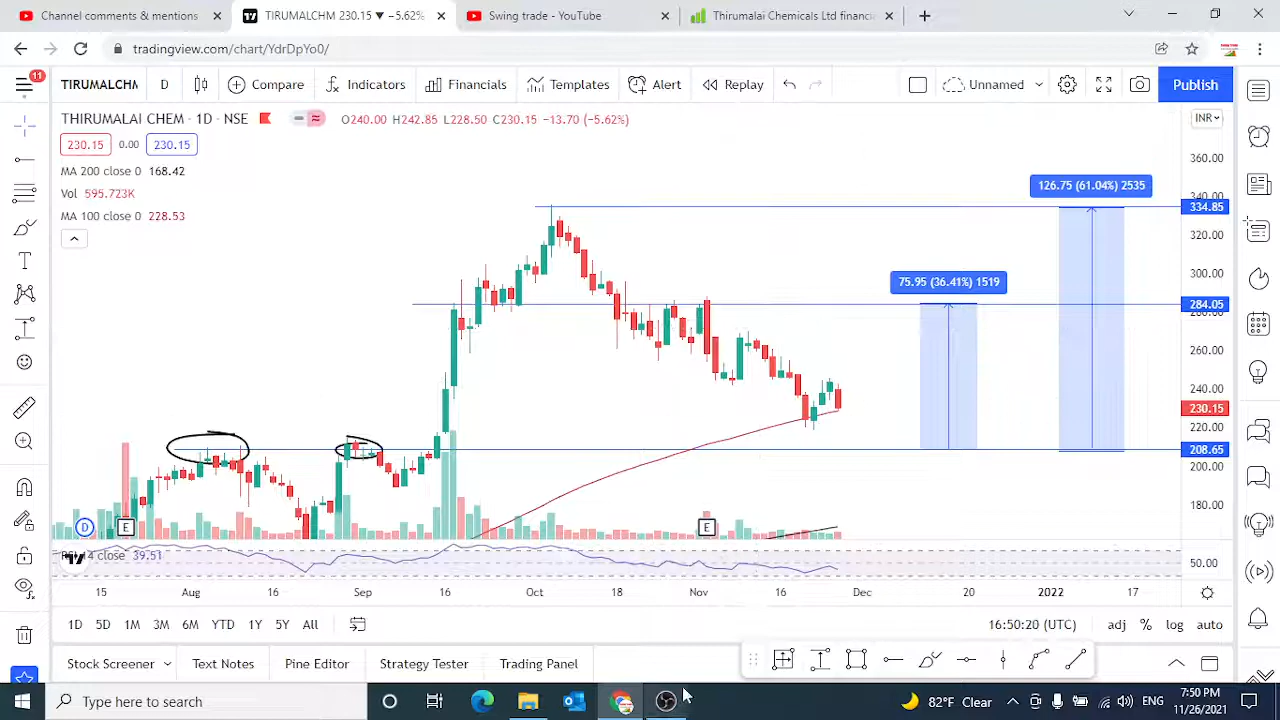 Channel comments & mentions
TIRUMALCHM 230.15 ▼ −5.62%
Swing trade - YouTube
Thirumalai Chemicals Ltd financi
tradingview.com/chart/YdrDpYo0/
11
TIRUMALCHM
D
Compare
Indicators
Financials
Templates
Alert
Replay
Unnamed
Publish
THIRUMALAI CHEM · 1D · NSE
O240.00 H242.85 L228.50 C230.15 −13.70 (−5.62%)
INR
230.15
0.00
230.15
MA 200 close 0 168.42
Vol 595.723K
MA 100 close 0 228.53
360.00
340.00
334.85
320.00
300.00
284.05
280.00
260.00
240.00
230.15
220.00
208.65
200.00
180.00
126.75 (61.04%) 2535
75.95 (36.41%) 1519
D
E
E
14 close 39.51
50.00
15
Aug
16
Sep
16
Oct
18
Nov
16
Dec
20
2022
17
1D
5D
1M
3M
6M
YTD
1Y
5Y
All
16:50:20 (UTC)
adj
%
log
auto
Stock Screener
Text Notes
Pine Editor
Strategy Tester
Trading Panel
Type here to search
82°F Clear
ENG
7:50 PM
11/26/2021